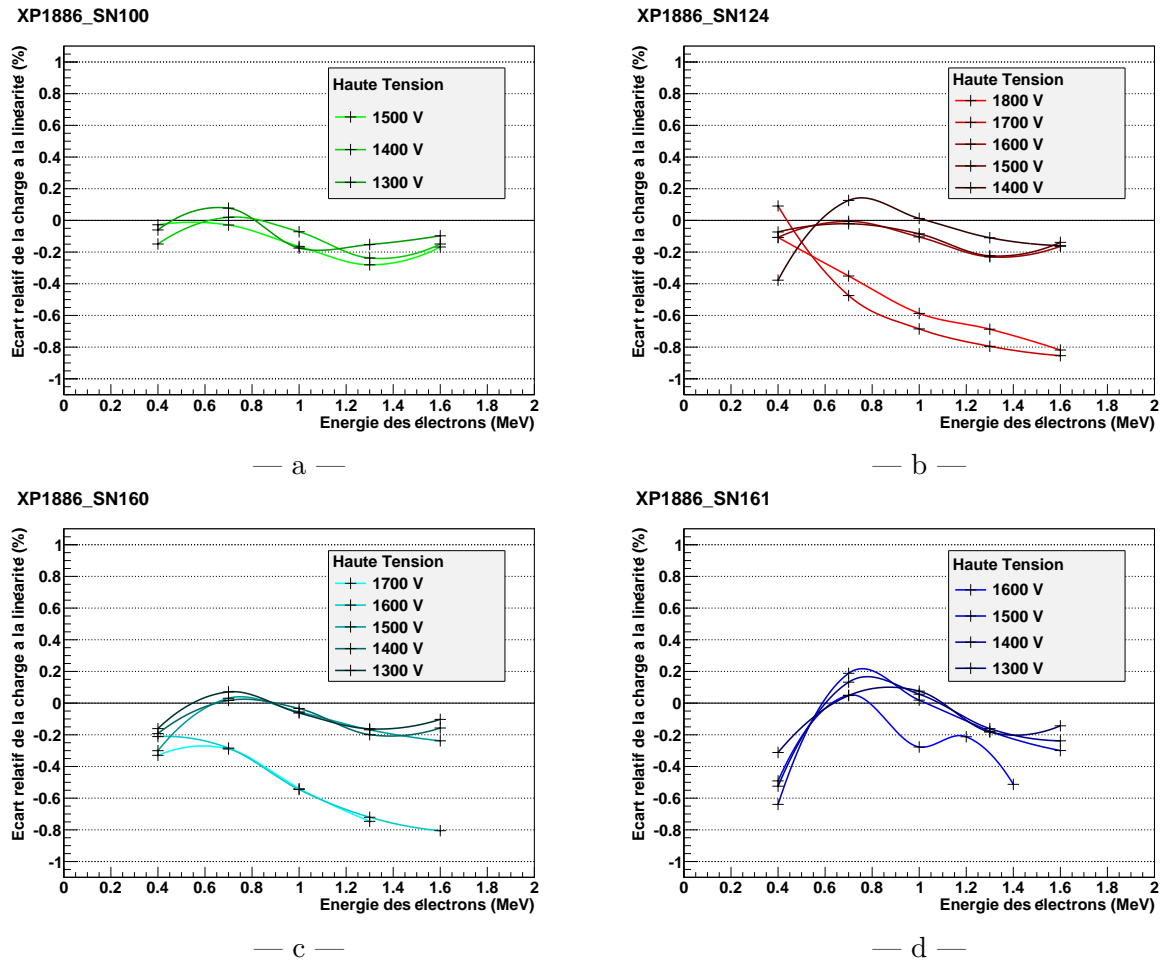 XP1886_SN100
Ecart relatif de la charge a la linéarité (%)
1
0.8
0.6
0.4
0.2
0
-0.2
-0.4
-0.6
-0.8
-1
Haute Tension
1500 V
1400 V
1300 V
0 0.2 0.4 0.6 0.8 1 1.2 1.4 1.6 1.8 2
Energie des électrons (MeV)
— a —
XP1886_SN124
Ecart relatif de la charge a la linéarité (%)
1
0.8
0.6
0.4
0.2
0
-0.2
-0.4
-0.6
-0.8
-1
Haute Tension
1800 V
1700 V
1600 V
1500 V
1400 V
0 0.2 0.4 0.6 0.8 1 1.2 1.4 1.6 1.8 2
Energie des électrons (MeV)
— b —
XP1886_SN160
Ecart relatif de la charge a la linéarité (%)
1
0.8
0.6
0.4
0.2
0
-0.2
-0.4
-0.6
-0.8
-1
Haute Tension
1700 V
1600 V
1500 V
1400 V
1300 V
0 0.2 0.4 0.6 0.8 1 1.2 1.4 1.6 1.8 2
Energie des électrons (MeV)
— c —
XP1886_SN161
Ecart relatif de la charge a la linéarité (%)
1
0.8
0.6
0.4
0.2
0
-0.2
-0.4
-0.6
-0.8
-1
Haute Tension
1600 V
1500 V
1400 V
1300 V
0 0.2 0.4 0.6 0.8 1 1.2 1.4 1.6 1.8 2
Energie des électrons (MeV)
— d —